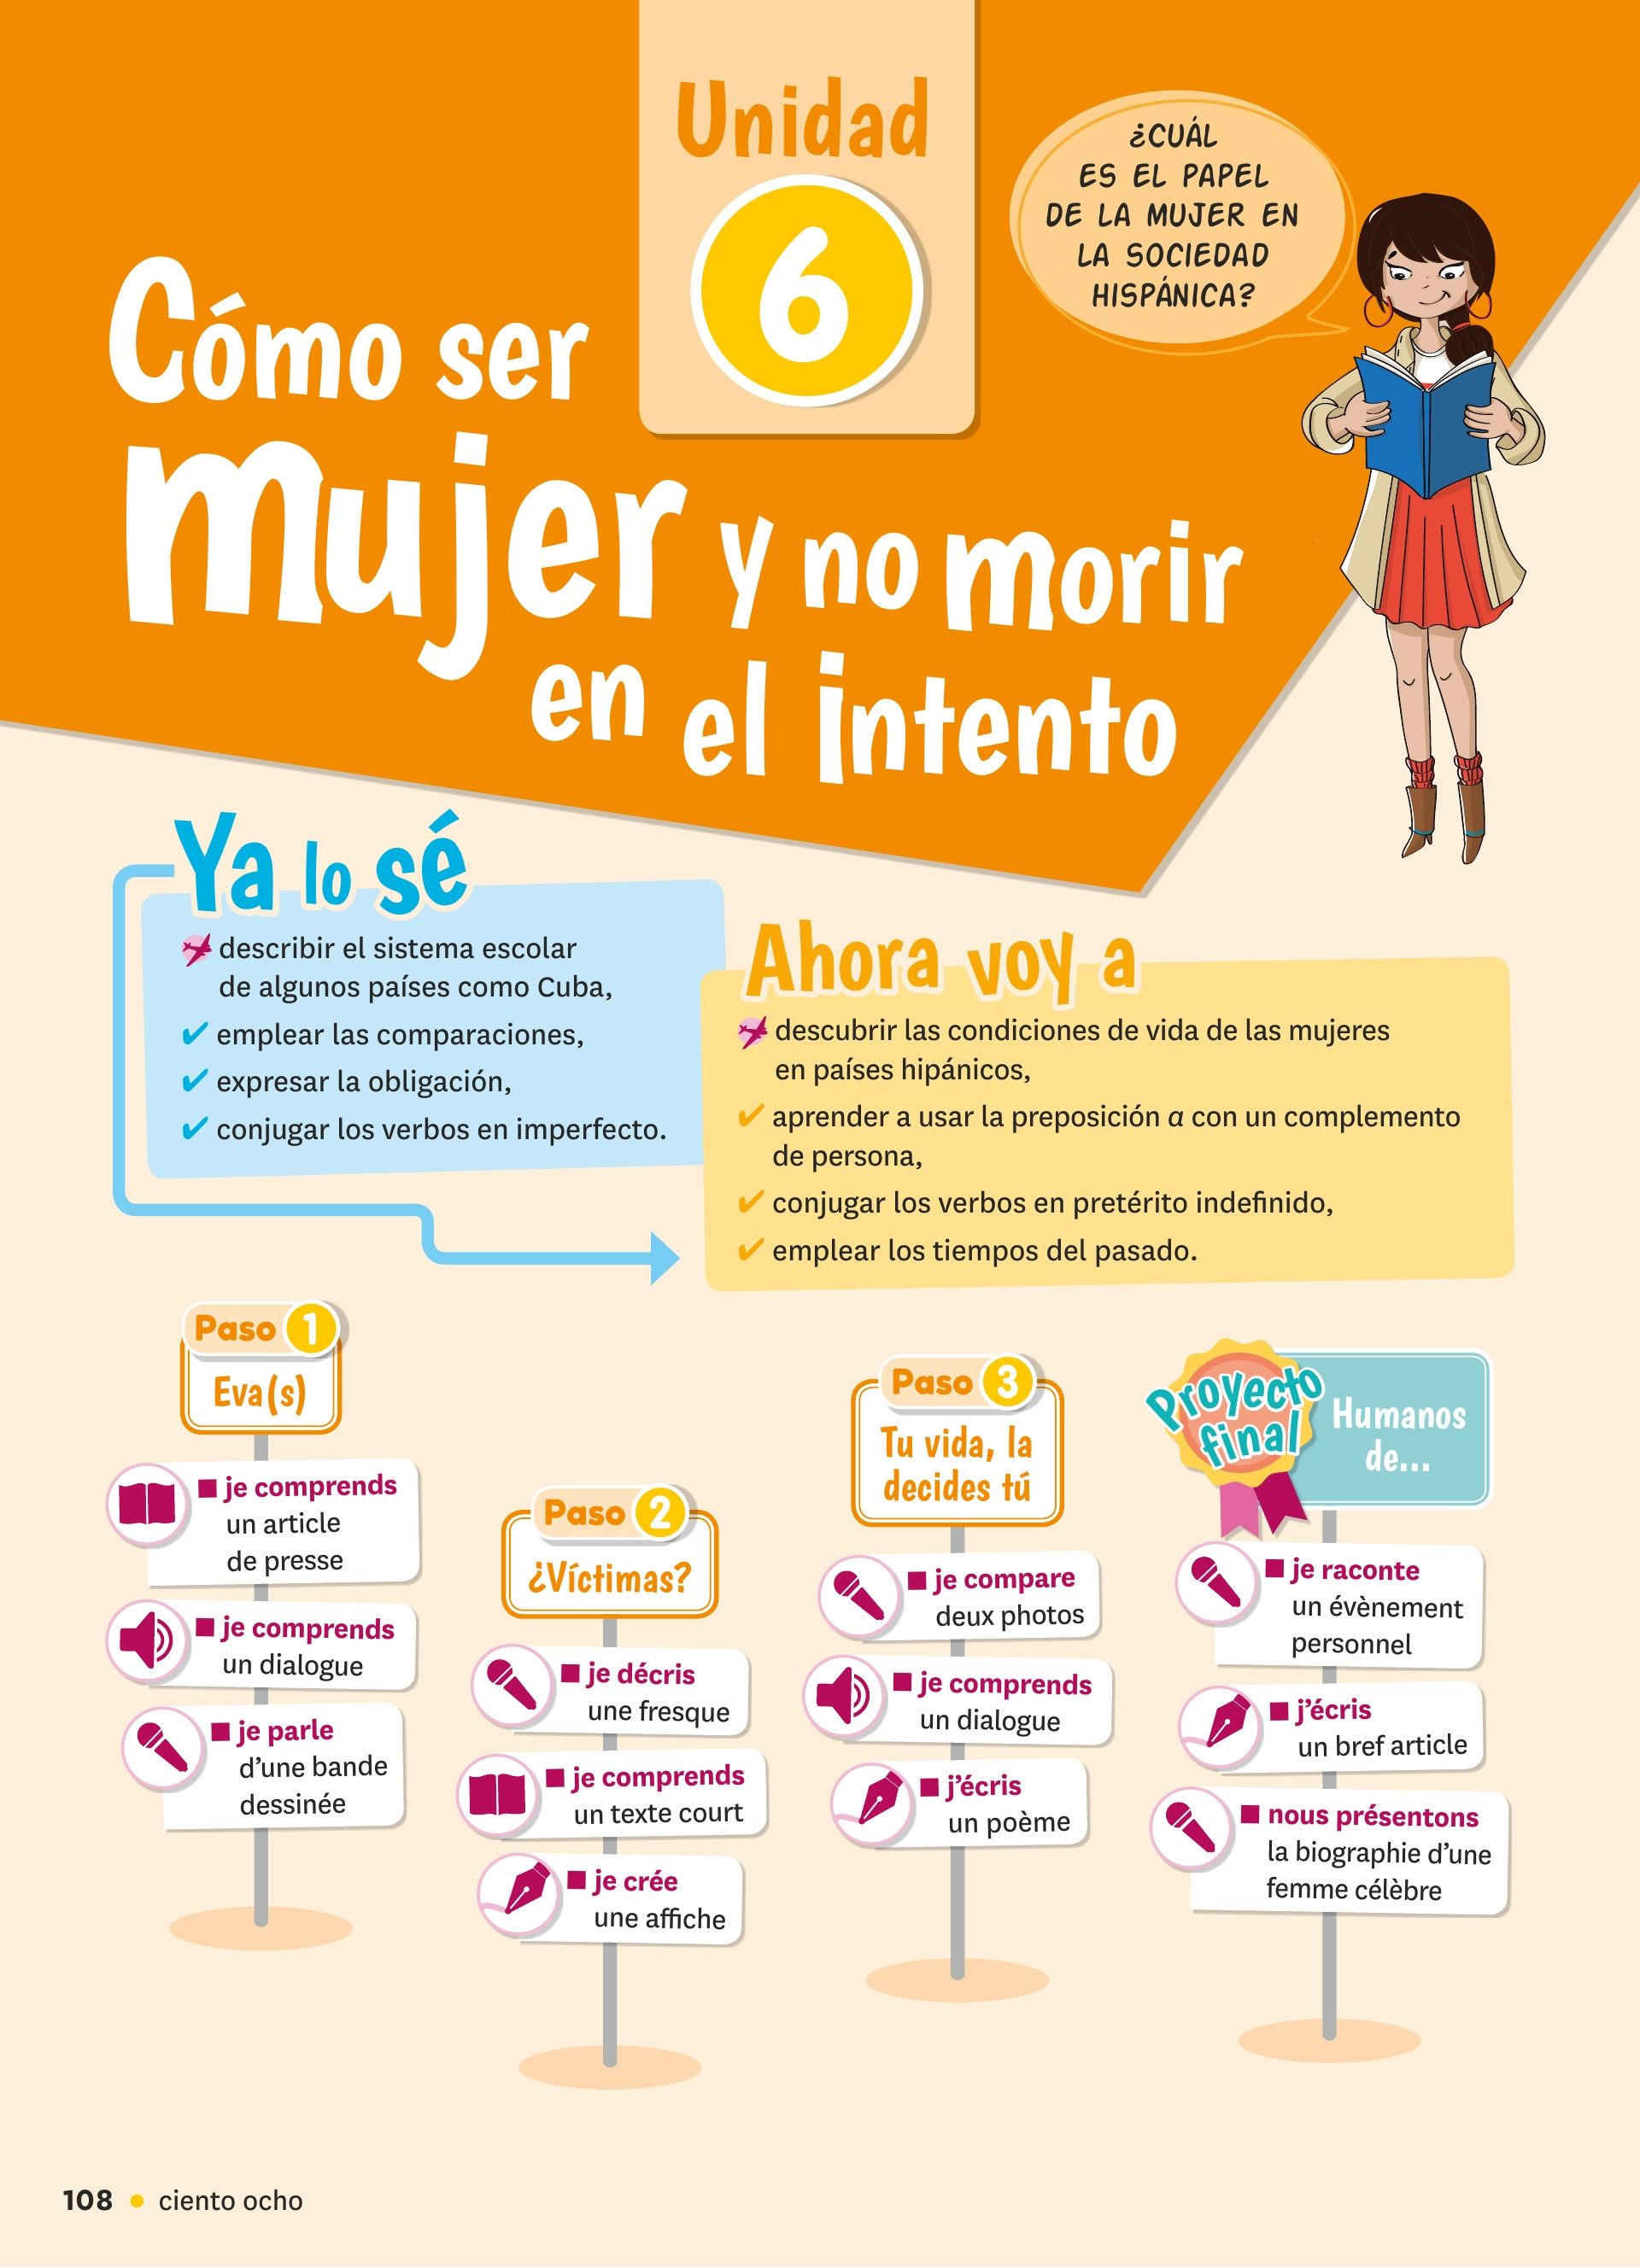 Unidad
6
¿CUÁL
ES EL PAPEL
DE LA MUJER EN
LA SOCIEDAD
HISPÁNICA?
Cómo ser
mujer y no morir
en el intento
Ya lo sé
describir el sistema escolar
de algunos países como Cuba,
✔ emplear las comparaciones,
✔ expresar la obligación,
✔ conjugar los verbos en imperfecto.
Ahora voy a
descubrir las condiciones de vida de las mujeres
en países hipánicos,
✔ aprender a usar la preposición a con un complemento
de persona,
✔ conjugar los verbos en pretérito indefinido,
✔ emplear los tiempos del pasado.
Paso 1
Eva(s)
■ je comprends
un article
de presse
■ je comprends
un dialogue
■ je parle
d'une bande
dessinée
Paso 2
¿Víctimas?
■ je décris
une fresque
■ je comprends
un texte court
■ je crée
une affiche
Paso 3
Tu vida, la
decides tú
■ je compare
deux photos
■ je comprends
un dialogue
■ j'écris
un poème
Proyecto
final
Humanos
de...
■ je raconte
un évènement
personnel
■ j'écris
un bref article
■ nous présentons
la biographie d'une
femme célèbre
108 • ciento ocho